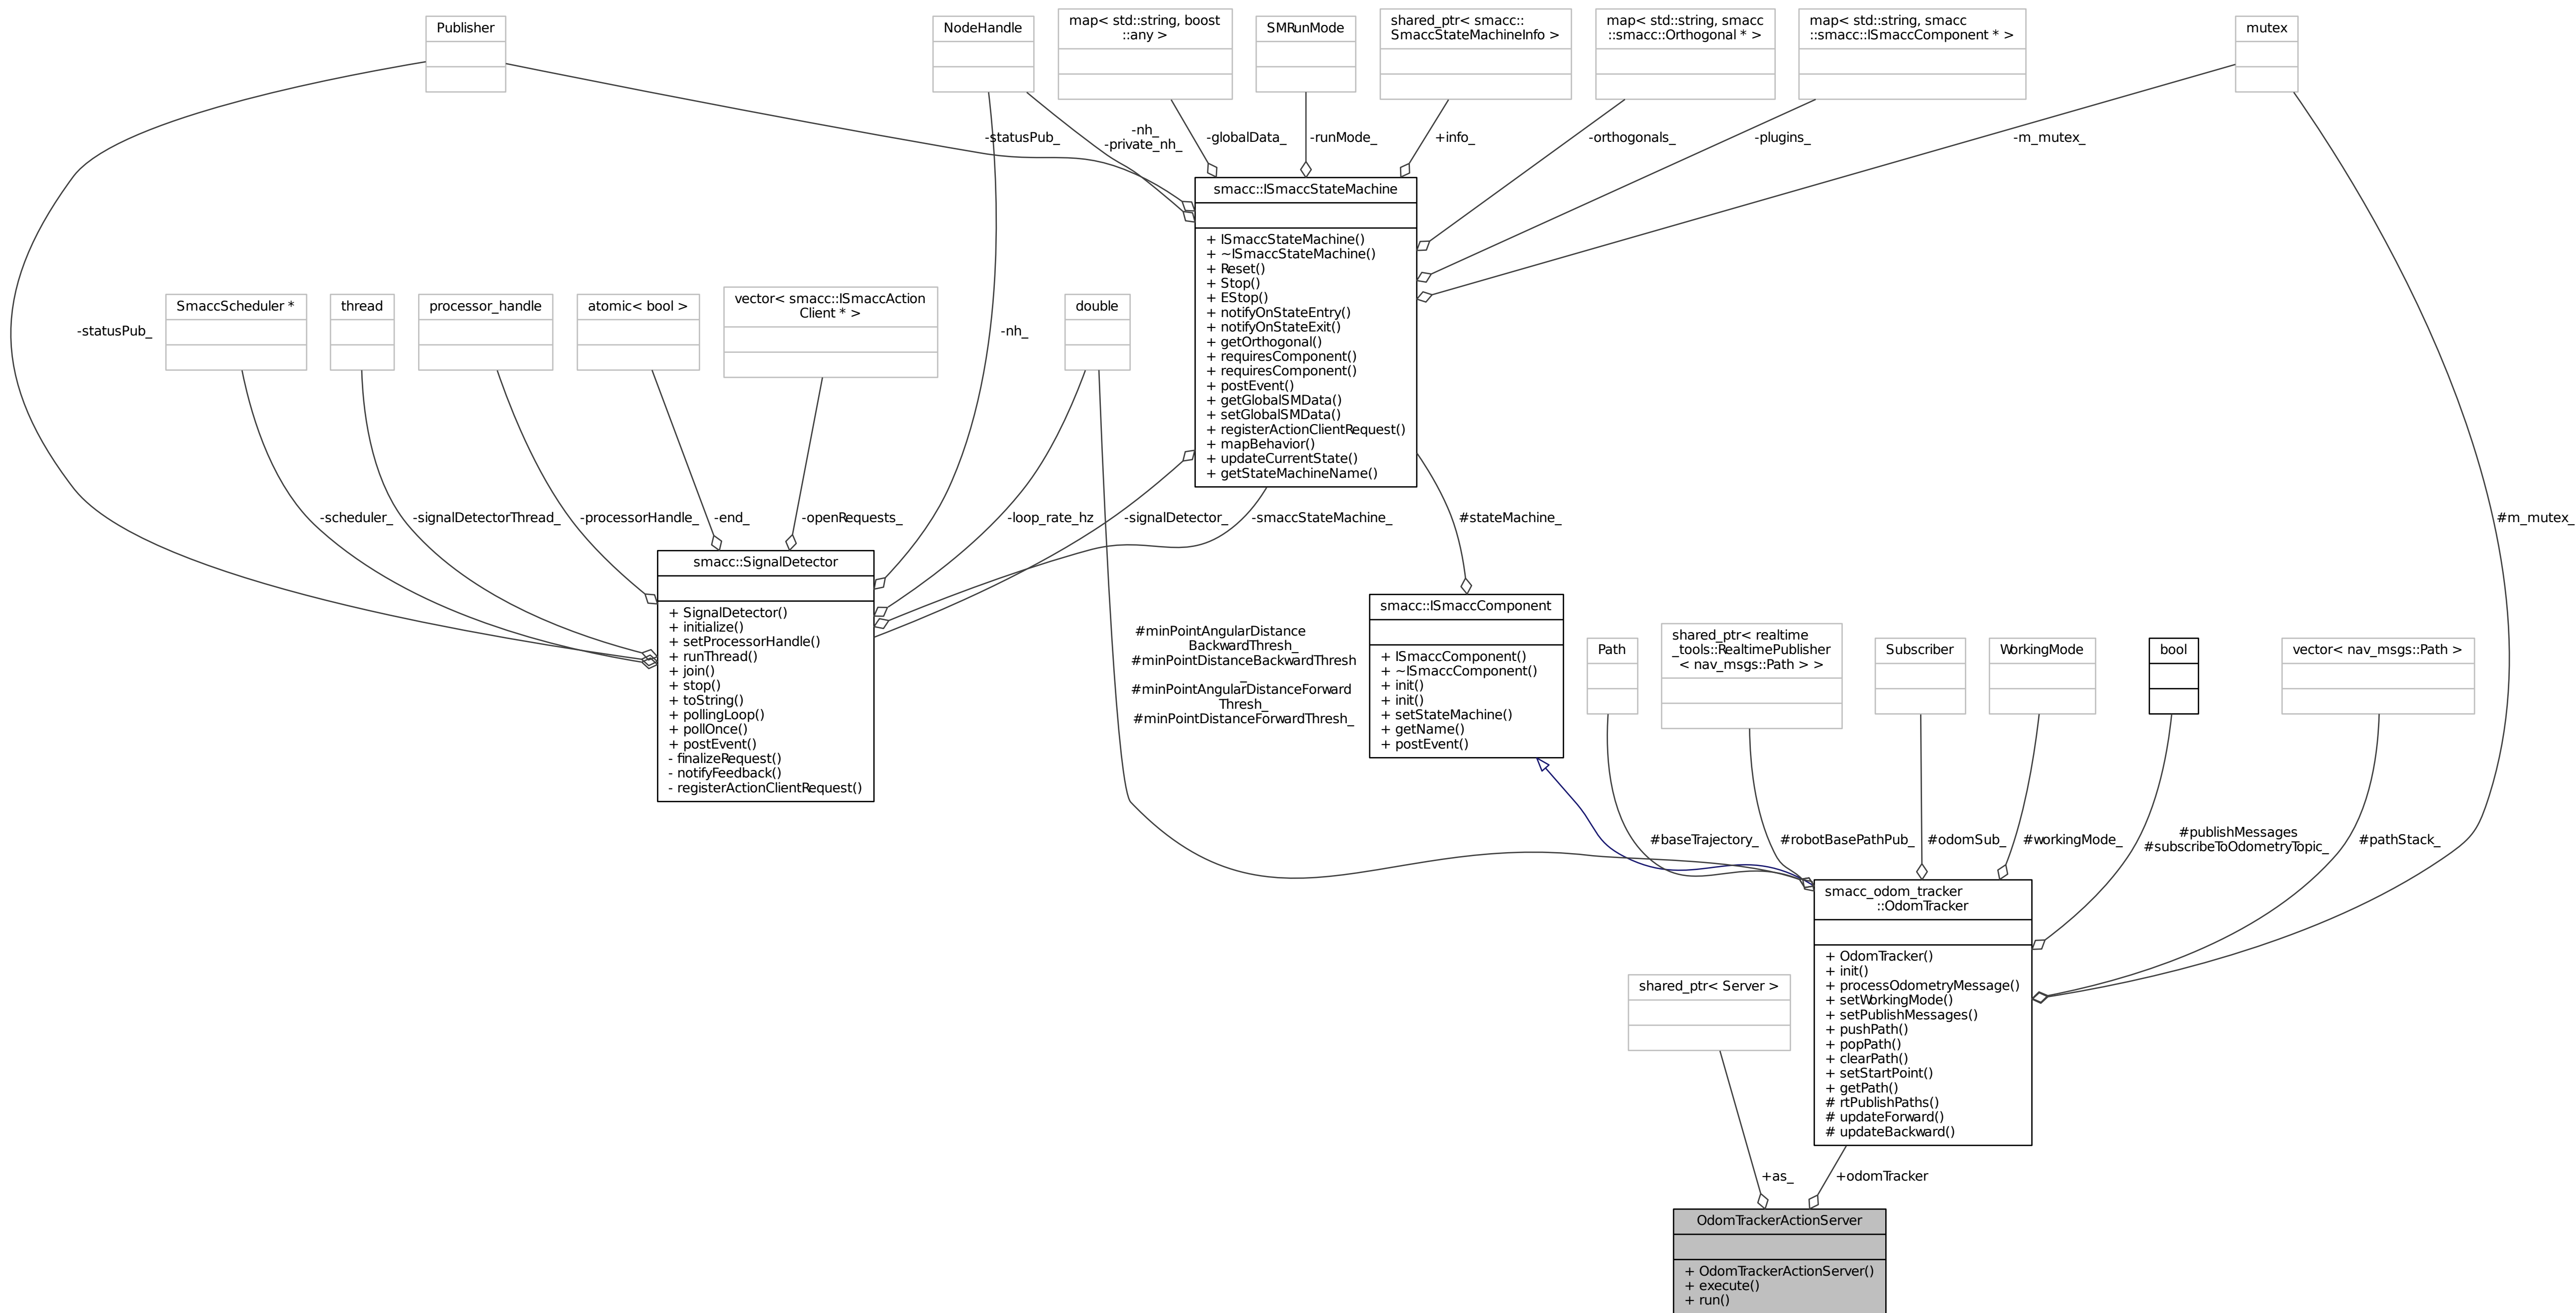 Publisher
NodeHandle
map< std::string, boost
::any >
SMRunMode
shared_ptr< smacc::
SmaccStateMachineInfo >
map< std::string, smacc
::smacc::Orthogonal * >
map< std::string, smacc
::smacc::ISmaccComponent * >
mutex
-statusPub_
-nh_
-private_nh_
-globalData_
-runMode_
+info_
-orthogonals_
-plugins_
-m_mutex_
smacc::ISmaccStateMachine
+ ISmaccStateMachine()
+ ~ISmaccStateMachine()
+ Reset()
+ Stop()
+ EStop()
+ notifyOnStateEntry()
+ notifyOnStateExit()
+ getOrthogonal()
+ requiresComponent()
+ requiresComponent()
+ postEvent()
+ getGlobalSMData()
+ setGlobalSMData()
+ registerActionClientRequest()
+ mapBehavior()
+ updateCurrentState()
+ getStateMachineName()
-statusPub_
SmaccScheduler *
thread
processor_handle
atomic< bool >
vector< smacc::ISmaccAction
Client * >
-nh_
double
-scheduler_
-signalDetectorThread_
-processorHandle_
-end_
-openRequests_
-loop_rate_hz
-signalDetector_
-smaccStateMachine_
#stateMachine_
#m_mutex_
smacc::SignalDetector
+ SignalDetector()
+ initialize()
+ setProcessorHandle()
+ runThread()
+ join()
+ stop()
+ toString()
+ pollingLoop()
+ pollOnce()
+ postEvent()
- finalizeRequest()
- notifyFeedback()
- registerActionClientRequest()
#minPointAngularDistance
BackwardThresh_
#minPointDistanceBackwardThresh
_
#minPointAngularDistanceForward
Thresh_
#minPointDistanceForwardThresh_
smacc::ISmaccComponent
+ ISmaccComponent()
+ ~ISmaccComponent()
+ init()
+ init()
+ setStateMachine()
+ getName()
+ postEvent()
Path
shared_ptr< realtime
_tools::RealtimePublisher
< nav_msgs::Path > >
Subscriber
WorkingMode
bool
vector< nav_msgs::Path >
#baseTrajectory_
#robotBasePathPub_
#odomSub_
#workingMode_
#publishMessages
#subscribeToOdometryTopic_
#pathStack_
smacc_odom_tracker
::OdomTracker
+ OdomTracker()
+ init()
+ processOdometryMessage()
+ setWorkingMode()
+ setPublishMessages()
+ pushPath()
+ popPath()
+ clearPath()
+ setStartPoint()
+ getPath()
# rtPublishPaths()
# updateForward()
# updateBackward()
shared_ptr< Server >
+as_
+odomTracker
OdomTrackerActionServer
+ OdomTrackerActionServer()
+ execute()
+ run()